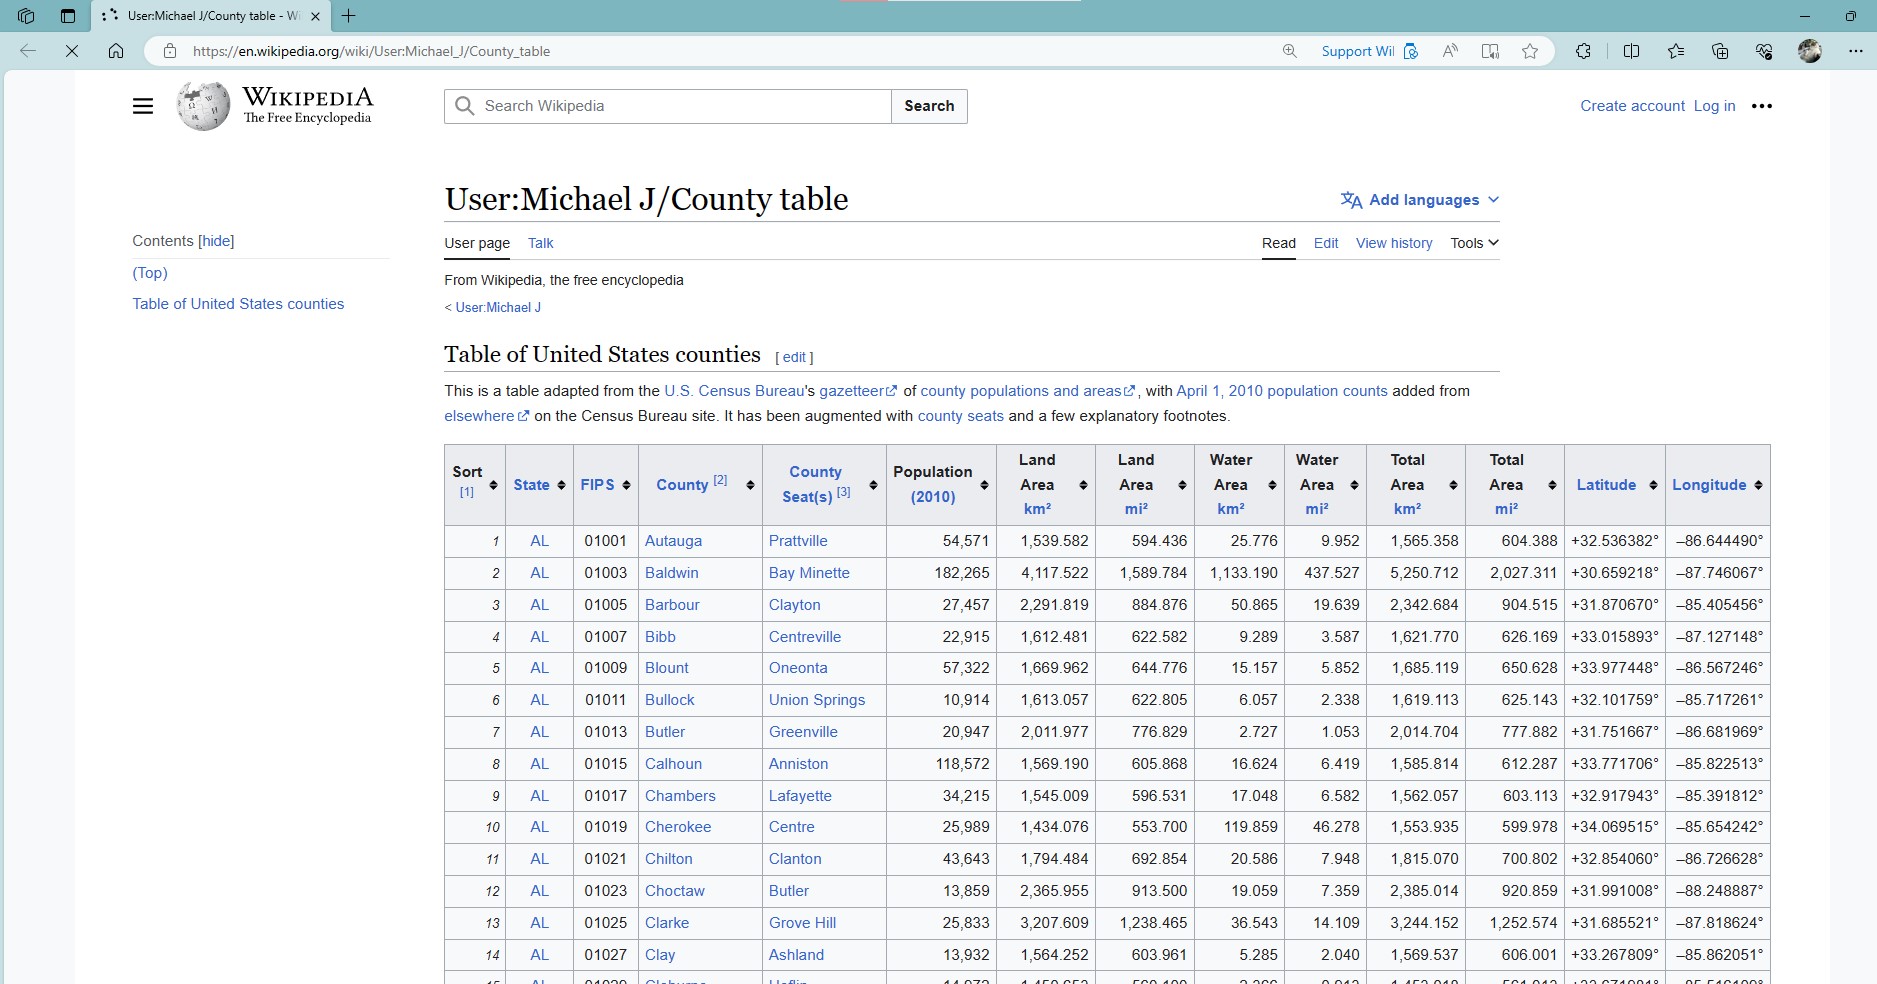 User:Michael J/County table - Wi
https://en.wikipedia.org/wiki/User:Michael_J/County_table
Support Wil
WIKIPEDIA
The Free Encyclopedia
Search Wikipedia
Search
Create account Log in
User:Michael J/County table
Add languages
Contents [hide]
(Top)
Table of United States counties
User page Talk
Read Edit View history Tools
From Wikipedia, the free encyclopedia
< User:Michael J
Table of United States counties [ edit ]
This is a table adapted from the U.S. Census Bureau's gazetteer of county populations and areas, with April 1, 2010 population counts added from
elsewhere on the Census Bureau site. It has been augmented with county seats and a few explanatory footnotes.
Sort [1] State FIPS County [2] County Seat(s) [3] Population (2010) Land Area km² Land Area mi² Water Area km² Water Area mi² Total Area km² Total Area mi² Latitude Longitude
1 AL 01001 Autauga Prattville 54,571 1,539.582 594.436 25.776 9.952 1,565.358 604.388 +32.536382° –86.644490°
2 AL 01003 Baldwin Bay Minette 182,265 4,117.522 1,589.784 1,133.190 437.527 5,250.712 2,027.311 +30.659218° –87.746067°
3 AL 01005 Barbour Clayton 27,457 2,291.819 884.876 50.865 19.639 2,342.684 904.515 +31.870670° –85.405456°
4 AL 01007 Bibb Centreville 22,915 1,612.481 622.582 9.289 3.587 1,621.770 626.169 +33.015893° –87.127148°
5 AL 01009 Blount Oneonta 57,322 1,669.962 644.776 15.157 5.852 1,685.119 650.628 +33.977448° –86.567246°
6 AL 01011 Bullock Union Springs 10,914 1,613.057 622.805 6.057 2.338 1,619.113 625.143 +32.101759° –85.717261°
7 AL 01013 Butler Greenville 20,947 2,011.977 776.829 2.727 1.053 2,014.704 777.882 +31.751667° –86.681969°
8 AL 01015 Calhoun Anniston 118,572 1,569.190 605.868 16.624 6.419 1,585.814 612.287 +33.771706° –85.822513°
9 AL 01017 Chambers Lafayette 34,215 1,545.009 596.531 17.048 6.582 1,562.057 603.113 +32.917943° –85.391812°
10 AL 01019 Cherokee Centre 25,989 1,434.076 553.700 119.859 46.278 1,553.935 599.978 +34.069515° –85.654242°
11 AL 01021 Chilton Clanton 43,643 1,794.484 692.854 20.586 7.948 1,815.070 700.802 +32.854060° –86.726628°
12 AL 01023 Choctaw Butler 13,859 2,365.955 913.500 19.059 7.359 2,385.014 920.859 +31.991008° –88.248887°
13 AL 01025 Clarke Grove Hill 25,833 3,207.609 1,238.465 36.543 14.109 3,244.152 1,252.574 +31.685521° –87.818624°
14 AL 01027 Clay Ashland 13,932 1,564.252 603.961 5.285 2.040 1,569.537 606.001 +33.267809° –85.862051°